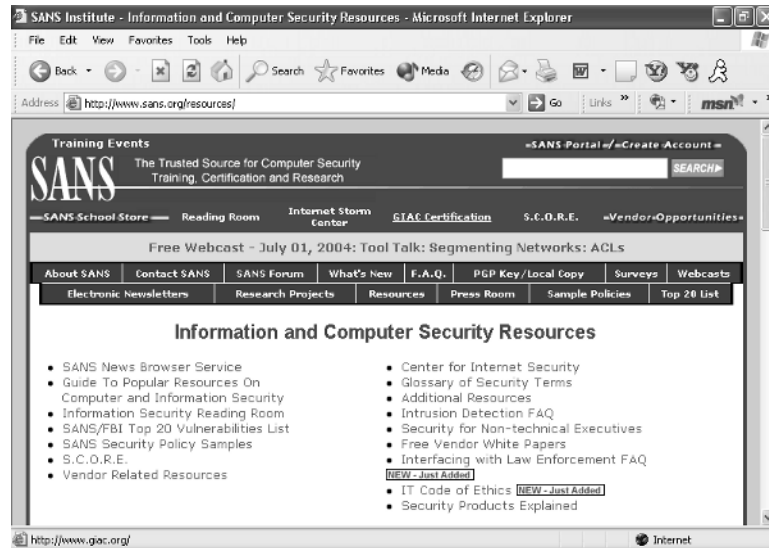 SANS Institute - Information and Computer Security Resources - Microsoft Internet Explorer
File Edit View Favorites Tools Help
Back Search Favorites Media
Address http://www.sans.org/resources/ Go Links » msn
Training Events =SANS Portal=/=Create Account=
SANS The Trusted Source for Computer Security
Training, Certification and Research
SEARCH
SANS School Store Reading Room Internet Storm Center GIAC Certification S.C.O.R.E. Vendor Opportunities
Free Webcast - July 01, 2004: Tool Talk: Segmenting Networks: ACLs
About SANS Contact SANS SANS Forum What's New F.A.Q. PGP Key/Local Copy Surveys Webcasts
Electronic Newsletters Research Projects Resources Press Room Sample Policies Top 20 List
Information and Computer Security Resources
• SANS News Browser Service
• Guide To Popular Resources On
Computer and Information Security
• Information Security Reading Room
• SANS/FBI Top 20 Vulnerabilities List
• SANS Security Policy Samples
• S.C.O.R.E.
• Vendor Related Resources
• Center for Internet Security
• Glossary of Security Terms
• Additional Resources
• Intrusion Detection FAQ
• Security for Non-technical Executives
• Free Vendor White Papers
• Interfacing with Law Enforcement FAQ
NEW - Just Added
• IT Code of Ethics NEW - Just Added
• Security Products Explained
http://www.giac.org/ Internet